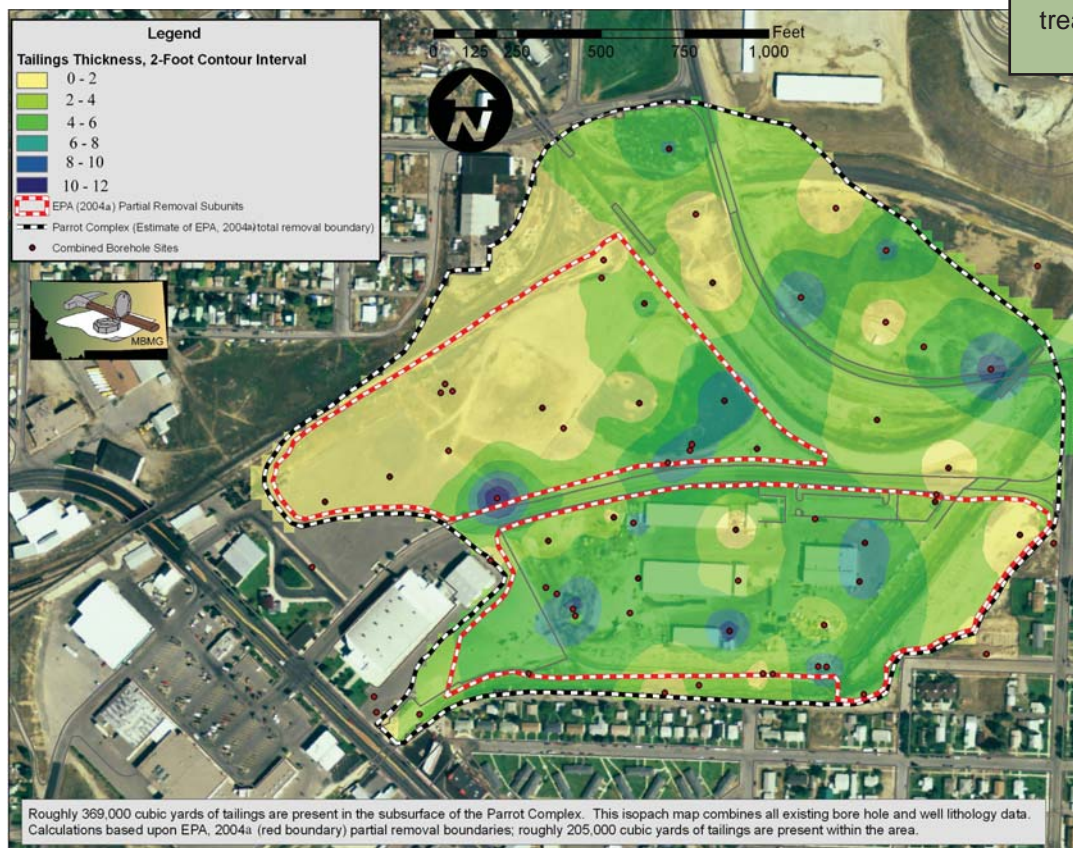 trea
Legend
Tailings Thickness, 2-Foot Contour Interval
0 - 2
2 - 4
4 - 6
6 - 8
8 - 10
10 - 12
EPA (2004a) Partial Removal Subunits
Parrot Complex (Estimate of EPA, 2004a)total removal boundary)
Combined Borehole Sites
0 125 250 500 750 1,000
Feet
N
MBMG
Roughly 369,000 cubic yards of tailings are present in the subsurface of the Parrot Complex. This isopach map combines all existing bore hole and well lithology data.
Calculations based upon EPA, 2004a (red boundary) partial removal boundaries; roughly 205,000 cubic yards of tailings are present within the area.